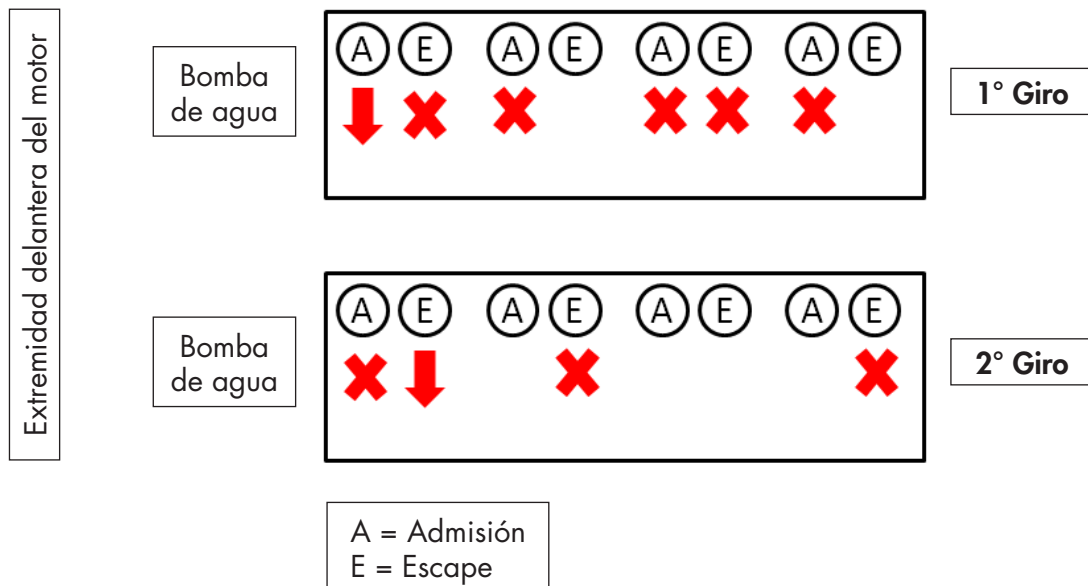 Extremidad delantera del motor
Bomba
de agua
A E A E A E A E
1° Giro
Bomba
de agua
A E A E A E A E
2° Giro
A = Admisión
E = Escape